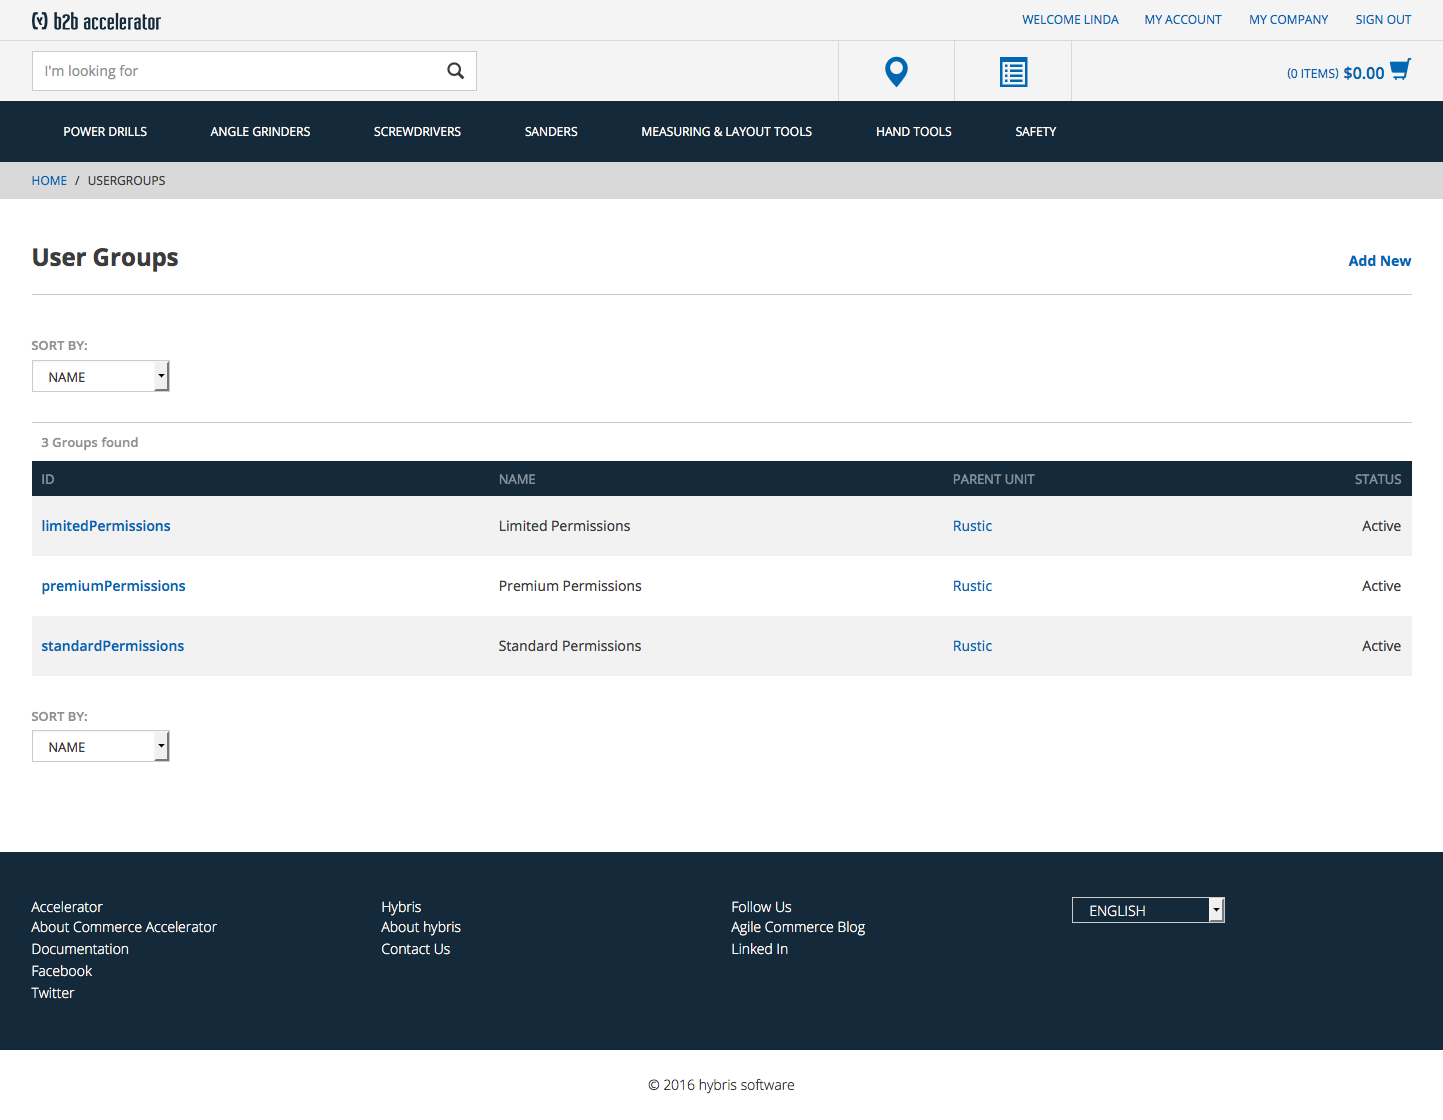 b2b accelerator
WELCOME LINDA MY ACCOUNT MY COMPANY SIGN OUT
I'm looking for
(0 ITEMS) $0.00
POWER DRILLS ANGLE GRINDERS SCREWDRIVERS SANDERS MEASURING & LAYOUT TOOLS HAND TOOLS SAFETY
HOME / USERGROUPS
User Groups
Add New
SORT BY:
NAME
3 Groups found
ID NAME PARENT UNIT STATUS
limitedPermissions Limited Permissions Rustic Active
premiumPermissions Premium Permissions Rustic Active
standardPermissions Standard Permissions Rustic Active
SORT BY:
NAME
Accelerator
About Commerce Accelerator
Documentation
Facebook
Twitter
Hybris
About hybris
Contact Us
Follow Us
Agile Commerce Blog
Linked In
ENGLISH
© 2016 hybris software